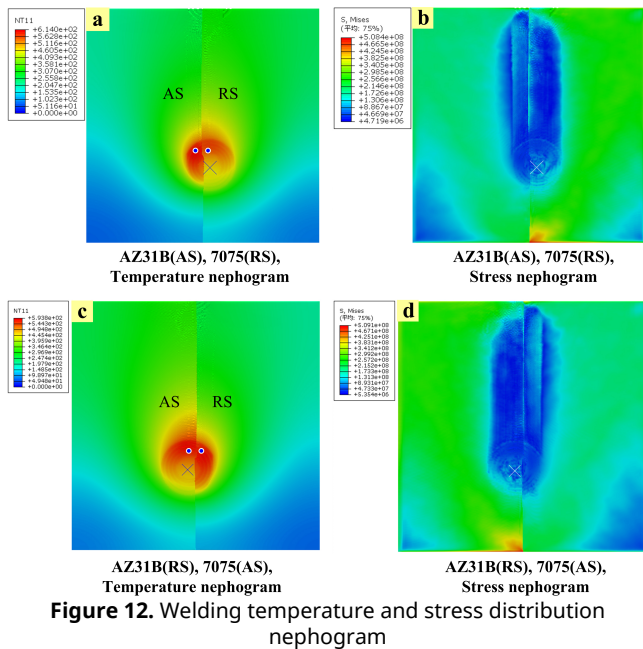 NT11
+6.140e+02
+5.628e+02
+5.116e+02
+4.605e+02
+4.093e+02
+3.581e+02
+3.070e+02
+2.558e+02
+2.047e+02
+1.535e+02
+1.023e+02
+5.116e+01
+0.000e+00
a
AS RS
AZ31B(AS), 7075(RS),
Temperature nephogram
S, Mises
(平均: 75%)
+5.084e+08
+4.665e+08
+4.245e+08
+3.825e+08
+3.405e+08
+2.985e+08
+2.566e+08
+2.146e+08
+1.726e+08
+1.306e+08
+8.867e+07
+4.669e+07
+4.719e+06
b
AZ31B(AS), 7075(RS),
Stress nephogram
NT11
+5.938e+02
+5.443e+02
+4.948e+02
+4.454e+02
+3.959e+02
+3.464e+02
+2.969e+02
+2.474e+02
+1.979e+02
+1.485e+02
+9.897e+01
+4.948e+01
+0.000e+00
c
AS RS
AZ31B(RS), 7075(AS),
Temperature nephogram
S, Mises
(平均: 75%)
+5.091e+08
+4.671e+08
+4.251e+08
+3.831e+08
+3.412e+08
+2.992e+08
+2.572e+08
+2.152e+08
+1.733e+08
+1.313e+08
+8.931e+07
+4.733e+07
+5.354e+06
d
AZ31B(RS), 7075(AS),
Stress nephogram
Figure 12. Welding temperature and stress distribution
nephogram